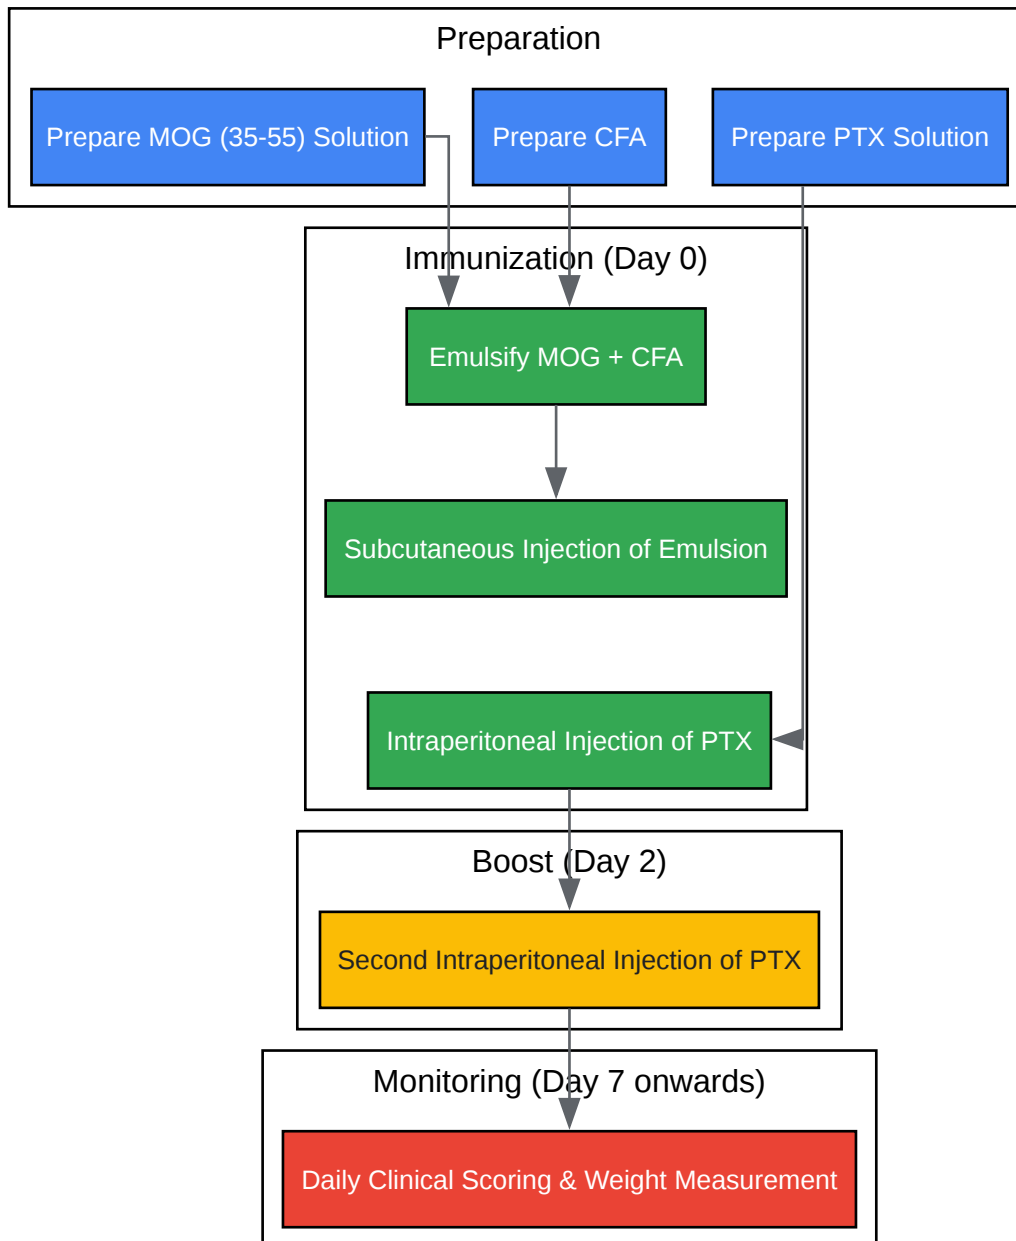 Preparation
Prepare MOG (35-55) Solution
Prepare CFA
Prepare PTX Solution
Immunization (Day 0)
Emulsify MOG + CFA
Subcutaneous Injection of Emulsion
Intraperitoneal Injection of PTX
Boost (Day 2)
Second Intraperitoneal Injection of PTX
Monitoring (Day 7 onwards)
Daily Clinical Scoring & Weight Measurement